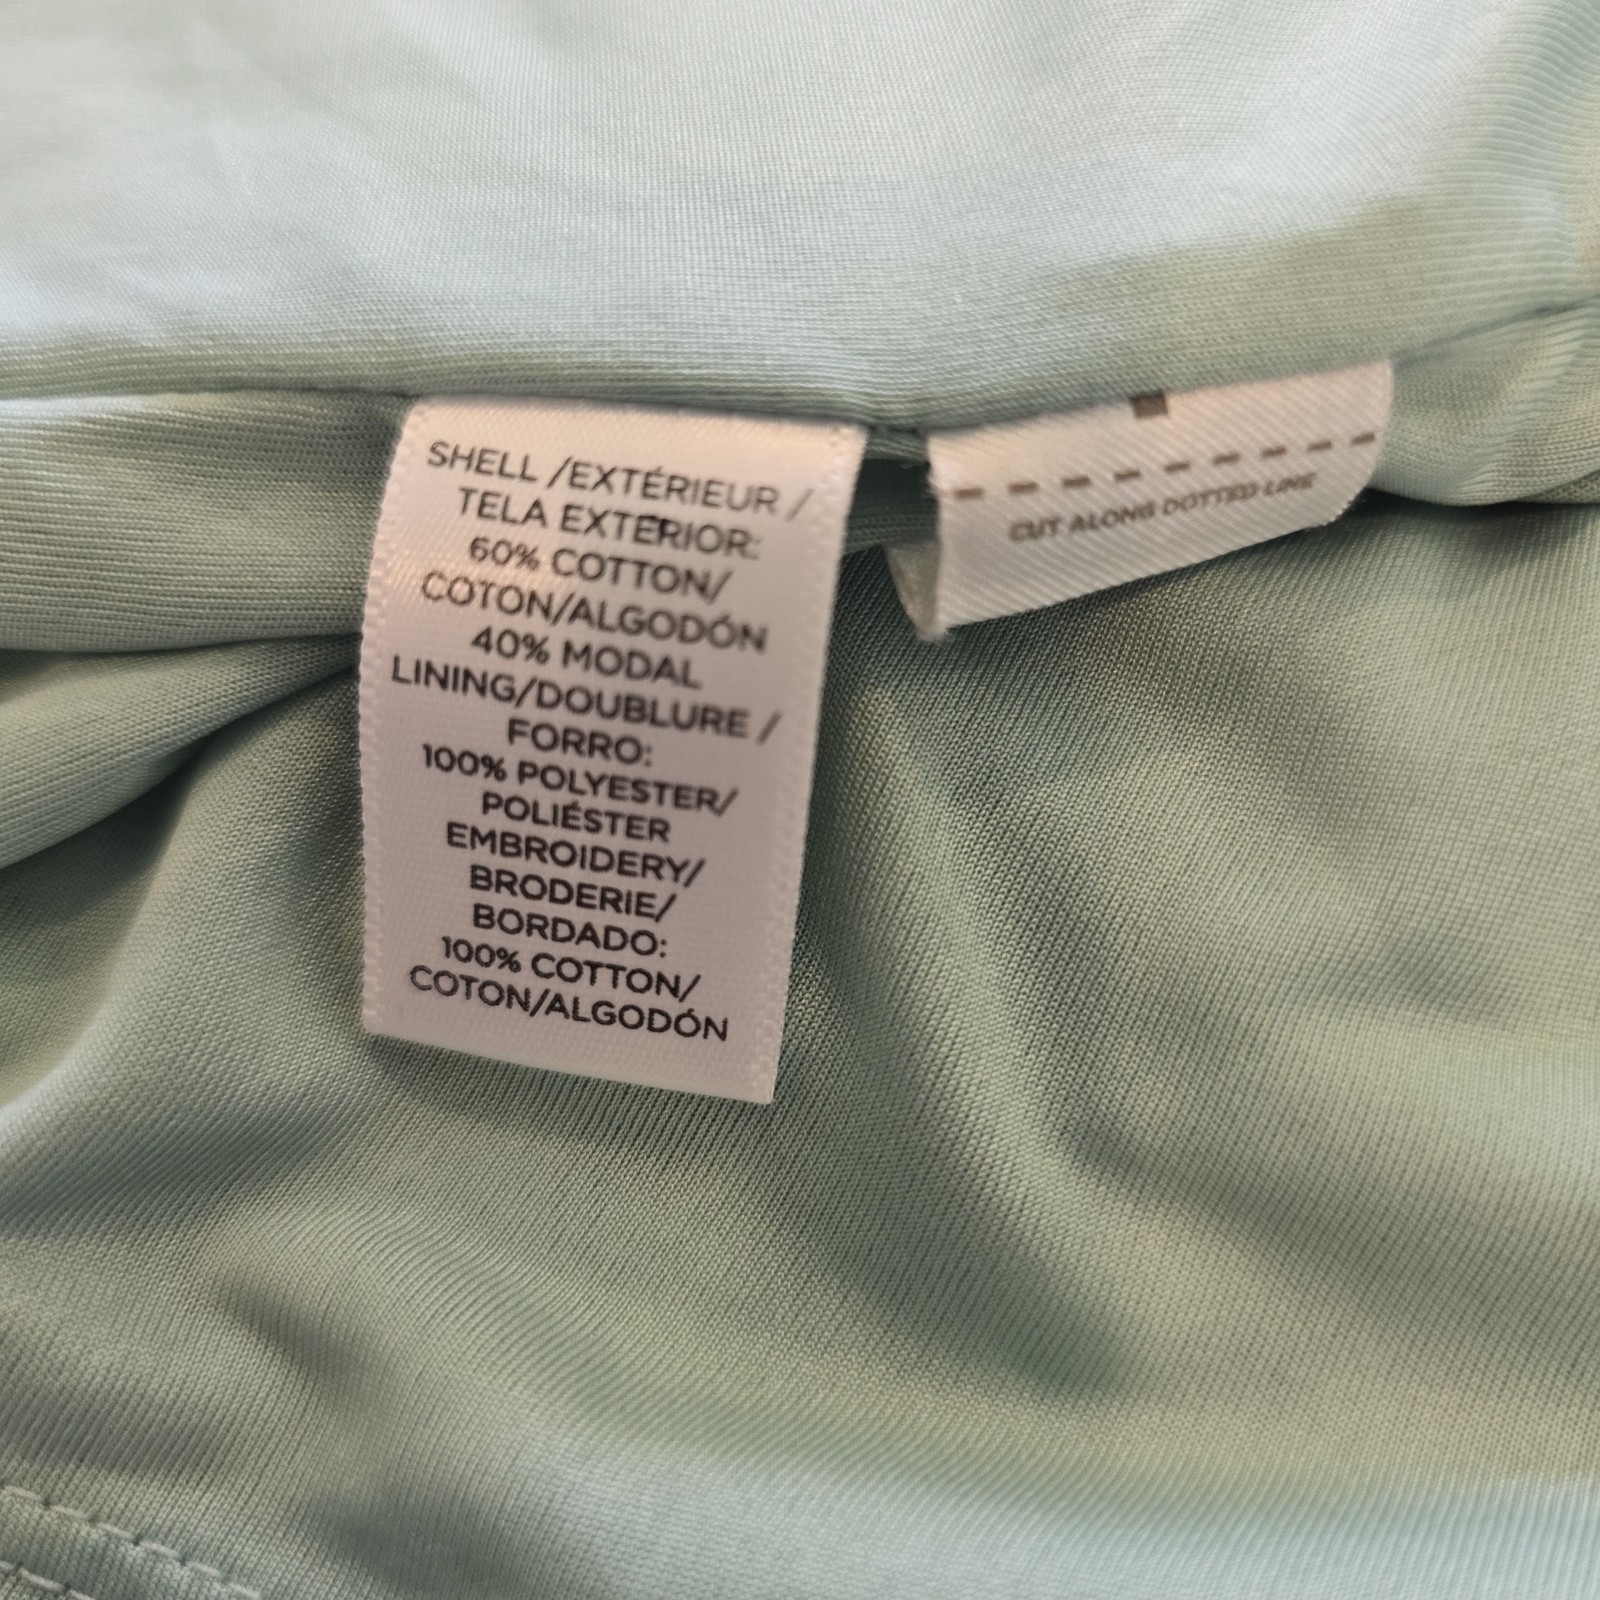 SHELL /EXTÉRIEUR /
TELA EXTERIOR:
60% COTTON/
COTON/ALGODÓN
40% MODAL
LINING/DOUBLURE /
FORRO:
100% POLYESTER/
POLIÉSTER
EMBROIDERY/
BRODERIE/
BORDADO:
100% COTTON/
COTON/ALGODÓN
CUT ALONG DOTTED LINE